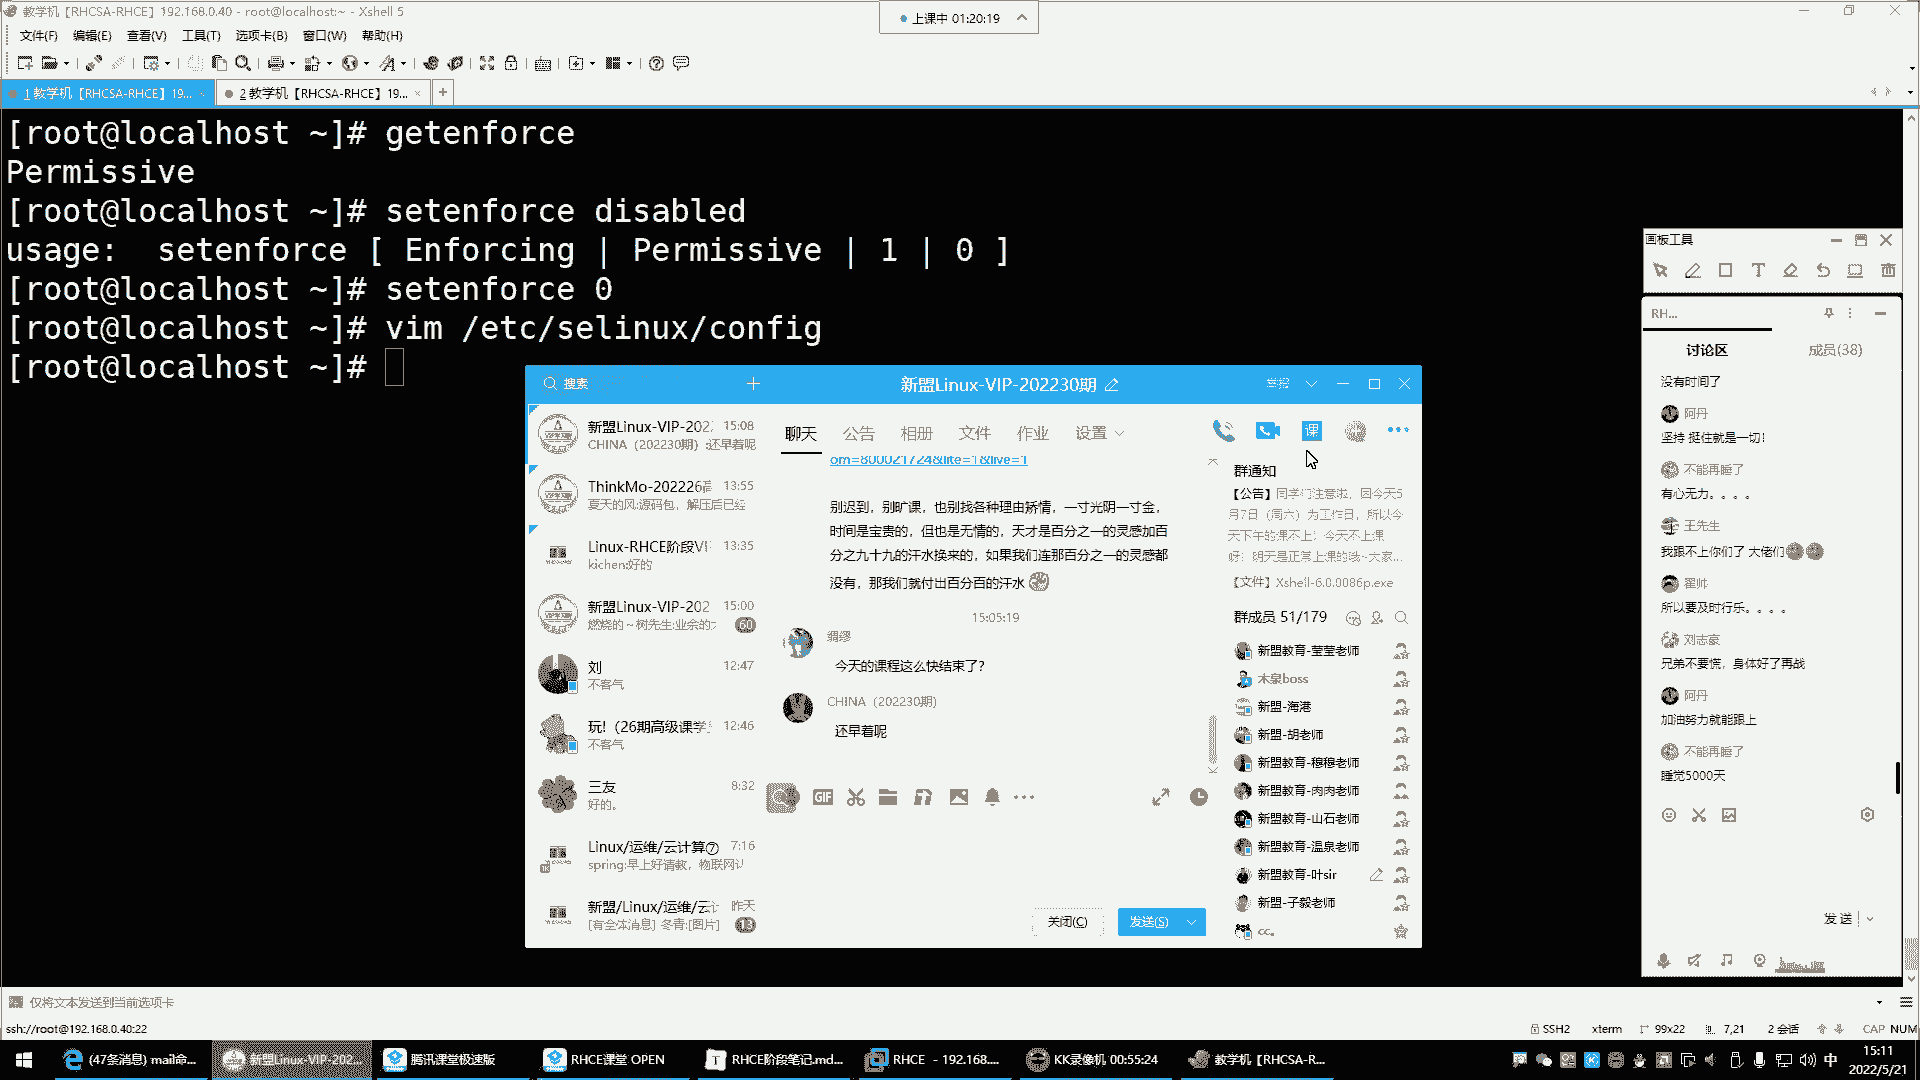 教学机【RHCSA-RHCE】192.168.0.40 - root@localhost:~ - Xshell 5
上课中 01:20:19
文件(F) 编辑(E) 查看(V) 工具(T) 选项卡(B) 窗口(W) 帮助(H)
1 教学机【RHCSA-RHCE】19...
2 教学机【RHCSA-RHCE】19...
[root@localhost ~]# getenforce
Permissive
[root@localhost ~]# setenforce disabled
usage:  setenforce [ Enforcing | Permissive | 1 | 0 ]
[root@localhost ~]# setenforce 0
[root@localhost ~]# vim /etc/selinux/config
[root@localhost ~]#
搜索
新盟Linux-VIP-202230期
新盟Linux-VIP-202 15:08
CHINA（202230期）:还早着呢
ThinkMo-202226高 13:55
夏天的风:源码包，解压后已经
Linux-RHCE阶段VI 13:35
kichen:好的
新盟Linux-VIP-202 15:00
燃烧的～树先生:业余的 60
刘 12:47
不客气
玩!（26期高级课学 12:46
不客气
三友 8:32
好的。
Linux/运维/云计算⑦ 7:16
spring:早上好请教，物联网
新盟/Linux/运维/云 昨天
[有全体消息] 冬青:[图片] 13
聊天 公告 相册 文件 作业 设置
课
om=800021724&lite=1&live=1
别迟到，别旷课，也别找各种理由矫情，一寸光阴一寸金，
时间是宝贵的，但也是无情的，天才是百分之一的灵感加百
分之九十九的汗水换来的，如果我们连那百分之一的灵感都
没有，那我们就付出百分百的汗水
15:05:19
绸缪
今天的课程这么快结束了?
CHINA（202230期）
还早着呢
GIF
关闭(C) 发送(S)
群通知
【公告】同学们注意啦，因今天5
月7日（周六）为工作日，所以今
天下午的课不上！今天不上课
呀！明天是正常上课的哦~大家...
【文件】Xshell-6.0.0086p.exe
群成员 51/179
新盟教育-莹莹老师
木泉boss
新盟-海港
新盟-胡老师
新盟教育-穆穆老师
新盟教育-肉肉老师
新盟教育-山石老师
新盟教育-温泉老师
新盟教育-叶sir
新盟-子毅老师
cc。
画板工具
RH...
讨论区 成员(38)
没有时间了
阿丹
坚持 挺住就是一切!
不能再睡了
有心无力。。。。
王先生
我跟不上你们了 大佬们
翟帅
所以要及时行乐。。。。
刘志豪
兄弟不要慌，身体好了再战
阿丹
加油努力就能跟上
不能再睡了
睡觉5000天
发送
仅将文本发送到当前选项卡
ssh://root@192.168.0.40:22
SSH2 xterm 99x22 7,21 2 会话 CAP NUM
(47条消息) mail命...
新盟Linux-VIP-202...
腾讯课堂极速版
RHCE课堂 OPEN
RHCE阶段笔记.md...
RHCE - 192.168....
KK录像机 00:55:24
教学机【RHCSA-R...
中
15:11
2022/5/21